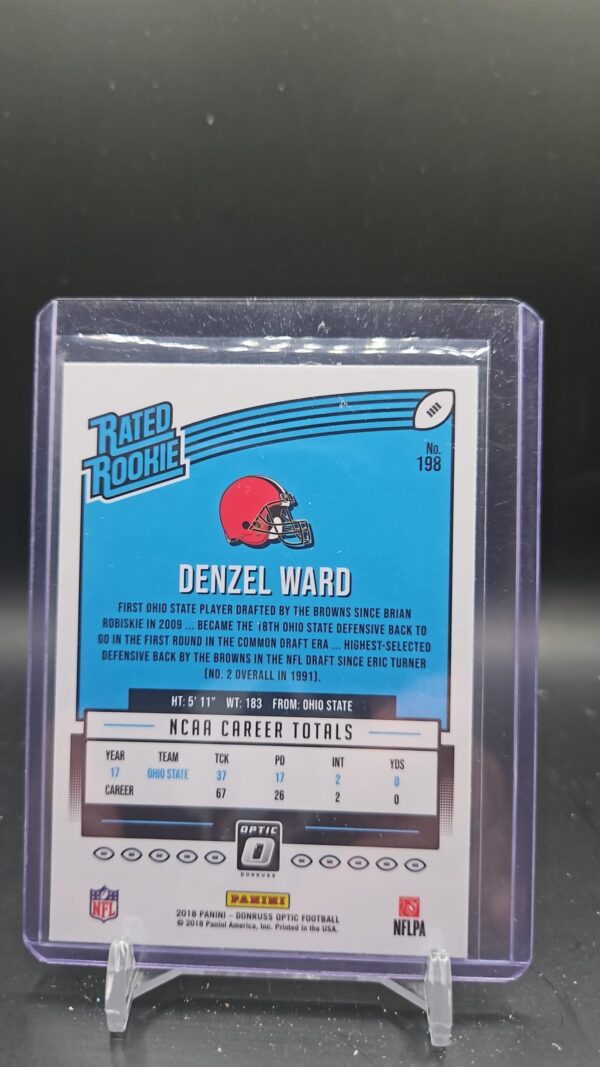 RATED
ROOKIE
No.
198
DENZEL WARD
FIRST OHIO STATE PLAYER DRAFTED BY THE BROWNS SINCE BRIAN
ROBISKIE IN 2009 ... BECAME THE 18TH OHIO STATE DEFENSIVE BACK TO
GO IN THE FIRST ROUND IN THE COMMON DRAFT ERA ... HIGHEST-SELECTED
DEFENSIVE BACK BY THE BROWNS IN THE NFL DRAFT SINCE ERIC TURNER
(NO. 2 OVERALL IN 1991).
HT: 5' 11" WT: 183 FROM: OHIO STATE
NCAA CAREER TOTALS
YEAR TEAM TCK PD INT YDS
17 OHIO STATE 37 17 2 0
CAREER 67 26 2 0
OPTIC
DONRUSS
PANINI
NFL
2018 PANINI – DONRUSS OPTIC FOOTBALL
© 2018 Panini America, Inc. Printed in the USA.
NFLPA